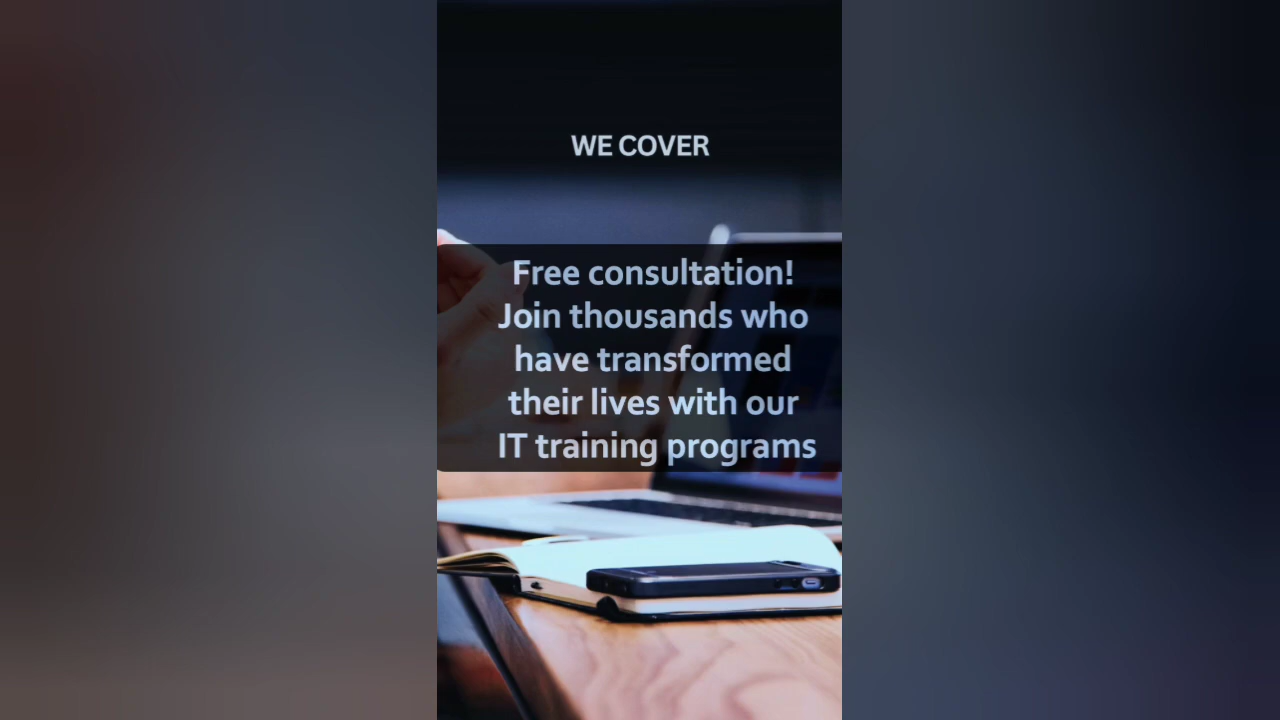 WE COVER
Free consultation!
Join thousands who
have transformed
their lives with our
IT training programs